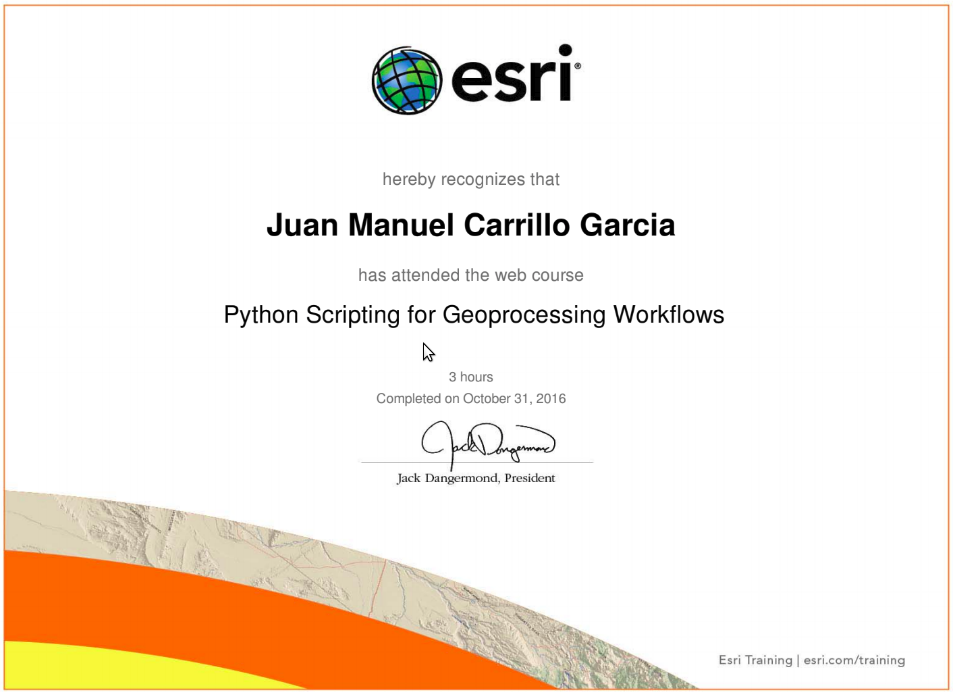 esri®
hereby recognizes that
Juan Manuel Carrillo Garcia
has attended the web course
Python Scripting for Geoprocessing Workflows
3 hours
Completed on October 31, 2016
Jack Dangermond
Jack Dangermond, President
Esri Training | esri.com/training